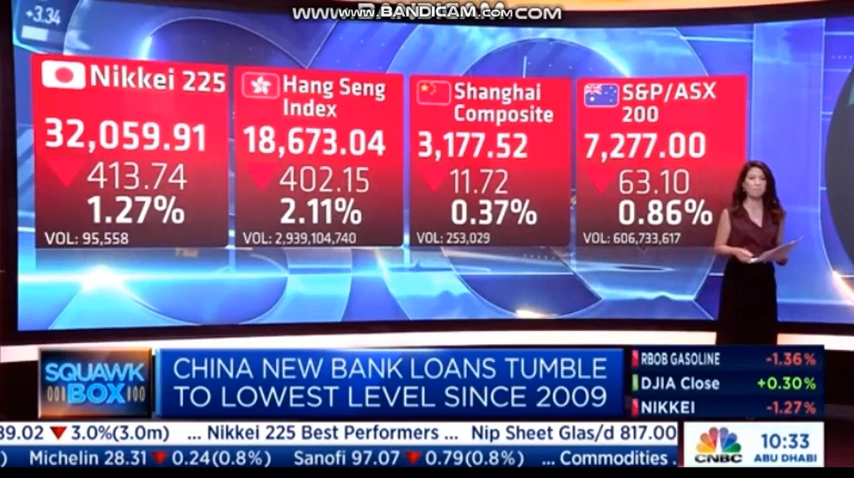 WWW.BANDICAM.COM
+3.34
Nikkei 225
32,059.91
413.74
1.27%
VOL: 95,558
Hang Seng
Index
18,673.04
402.15
2.11%
VOL: 2,939,104,740
Shanghai
Composite
3,177.52
11.72
0.37%
VOL: 253,029
S&P/ASX
200
7,277.00
63.10
0.86%
VOL: 606,733,617
SQUAWK
BOX
CHINA NEW BANK LOANS TUMBLE
TO LOWEST LEVEL SINCE 2009
RBOB GASOLINE -1.36%
DJIA Close +0.30%
NIKKEI -1.27%
39.02 ▼ 3.0%(3.0m) ... Nikkei 225 Best Performers ... Nip Sheet Glas/d 817.00
Michelin 28.31 ▼ 0.24(0.8%) Sanofi 97.07 ▼ 0.79(0.8%) ... Commodities .
CNBC
10:33
ABU DHABI